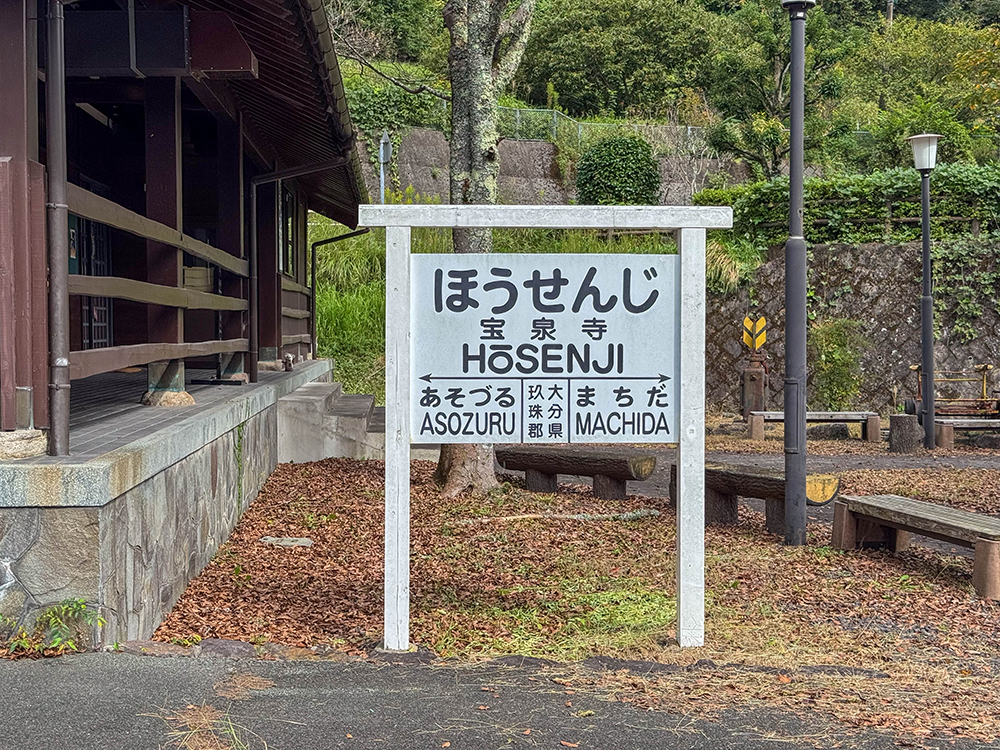 ほうせんじ
宝泉寺
HōSENJI
あそづる
ASOZURU
大分県
玖珠郡
まちだ
MACHIDA